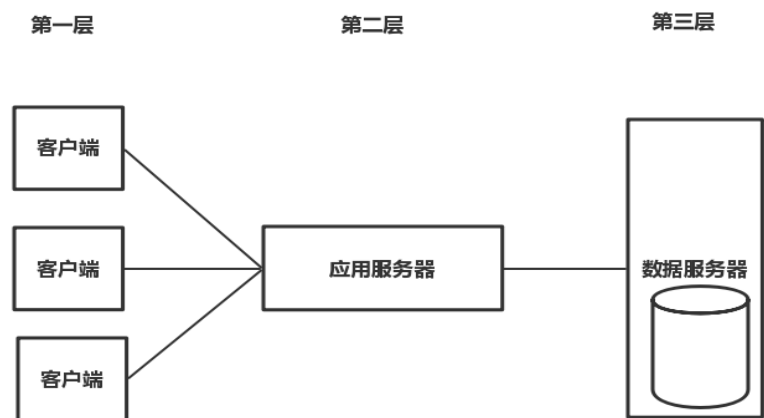 第一层
第二层
第三层
客户端
客户端
应用服务器
数据服务器
客户端